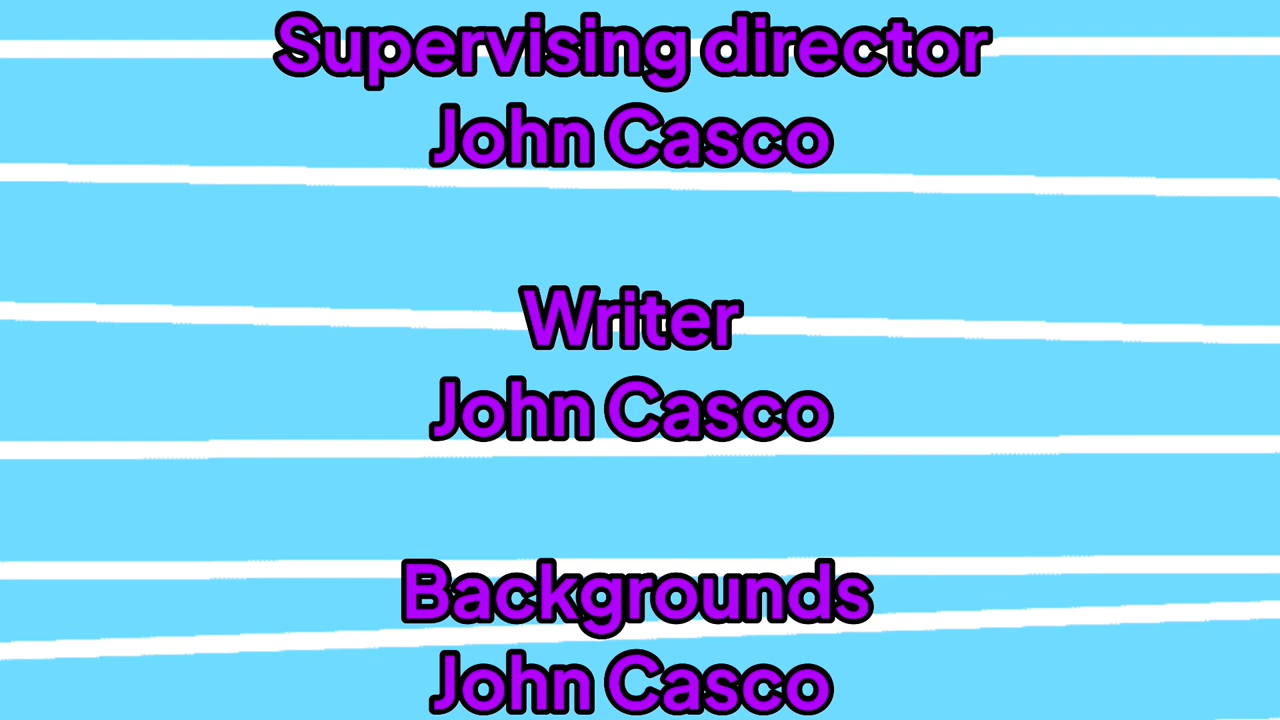 Supervising director
John Casco
Writer
John Casco
Backgrounds
John Casco